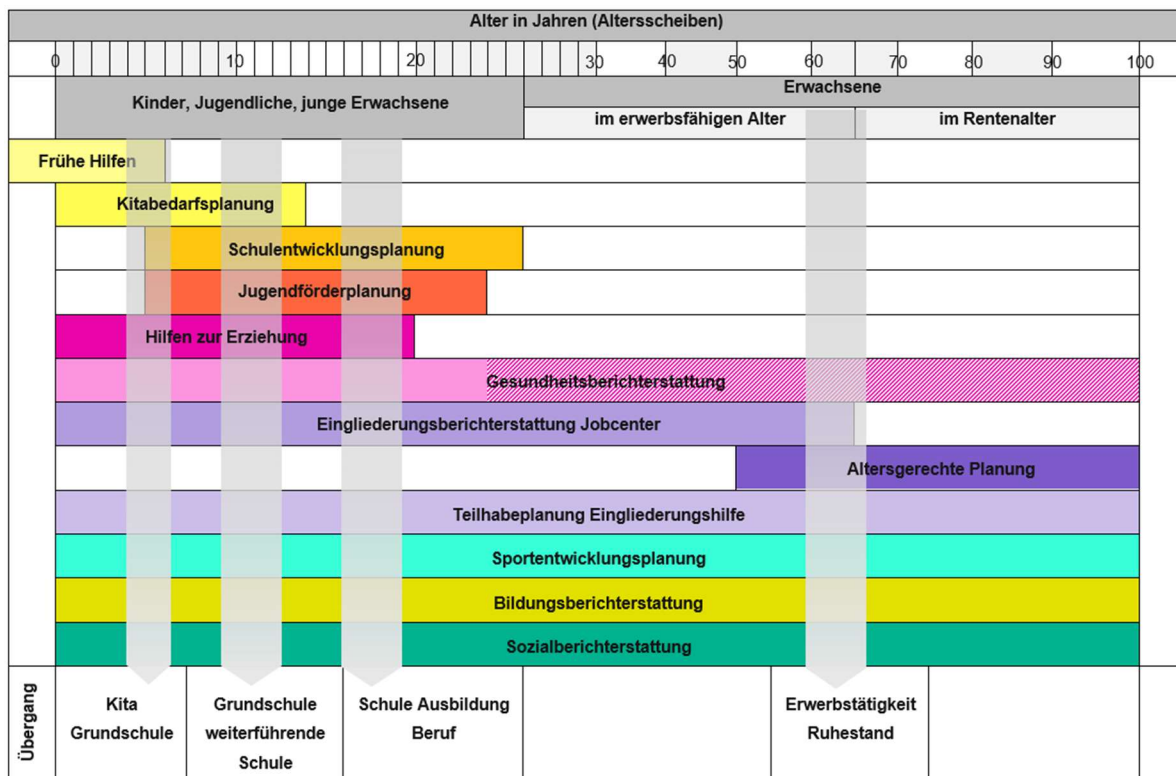 Alter in Jahren (Altersscheiben)
0 10 20 30 40 50 60 70 80 90 100
Kinder, Jugendliche, junge Erwachsene
Erwachsene
im erwerbsfähigen Alter
im Rentenalter
Frühe Hilfen
Kitabedarfsplanung
Schulentwicklungsplanung
Jugendförderplanung
Hilfen zur Erziehung
Gesundheitsberichterstattung
Eingliederungsberichterstattung Jobcenter
Altersgerechte Planung
Teilhabeplanung Eingliederungshilfe
Sportentwicklungsplanung
Bildungsberichterstattung
Sozialberichterstattung
Übergang
Kita
Grundschule
Grundschule
weiterführende
Schule
Schule Ausbildung
Beruf
Erwerbstätigkeit
Ruhestand